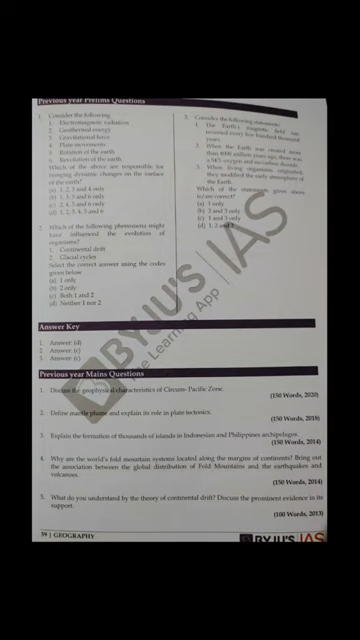 Previous year Prelims Questions
1. Consider the following
1. Electromagnetic radiation
2. Geothermal energy
3. Gravitational force
4. Plate movements
5. Rotation of the earth
6. Revolution of the earth
Which of the above are responsible for
bringing dynamic changes on the surface
of the earth?
(a) 1, 2, 3 and 4 only
(b) 1, 3, 5 and 6 only
(c) 2, 4, 5 and 6 only
(d) 1, 2, 3, 4, 5 and 6
2. Which of the following phenomena might
have influenced the evolution of
organisms?
1. Continental drift
2. Glacial cycles
Select the correct answer using the codes
given below
(a) 1 only
(b) 2 only
(c) Both 1 and 2
(d) Neither 1 nor 2
3. Consider the following statements:
1. The Earth's magnetic field has
reversed every few hundred thousand
years.
2. When the Earth was created more
than 4000 million years ago, there was
a 54% oxygen and no carbon dioxide.
3. When living organisms originated,
they modified the early atmosphere of
the Earth.
Which of the statements given above
is/are correct?
(a) 1 only
(b) 2 and 3 only
(c) 1 and 3 only
(d) 1, 2 and 3
Answer Key
1. Answer: (d)
2. Answer: (c)
3. Answer: (c)
Previous year Mains Questions
1. Discuss the geophysical characteristics of Circum- Pacific Zone.
(150 Words, 2020)
2. Define mantle plume and explain its role in plate tectonics.
(150 Words, 2018)
3. Explain the formation of thousands of islands in Indonesian and Philippines archipelagos.
(150 Words, 2014)
4. Why are the world's fold mountain systems located along the margins of continents? Bring out
the association between the global distribution of Fold Mountains and the earthquakes and
volcanoes.
(150 Words, 2014)
5. What do you understand by the theory of continental drift? Discuss the prominent evidence in its
support.
(100 Words, 2013)
39 | GEOGRAPHY
BYJU'S IAS
BYJU'S IAS
The Learning App